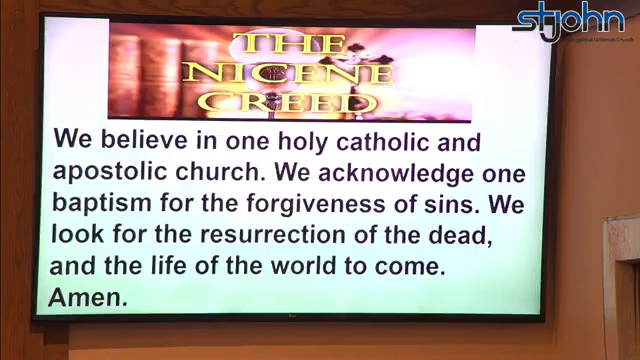 stjohn
THE
NICENE
CREED
We believe in one holy catholic and
apostolic church. We acknowledge one
baptism for the forgiveness of sins. We
look for the resurrection of the dead,
and the life of the world to come.
Amen.